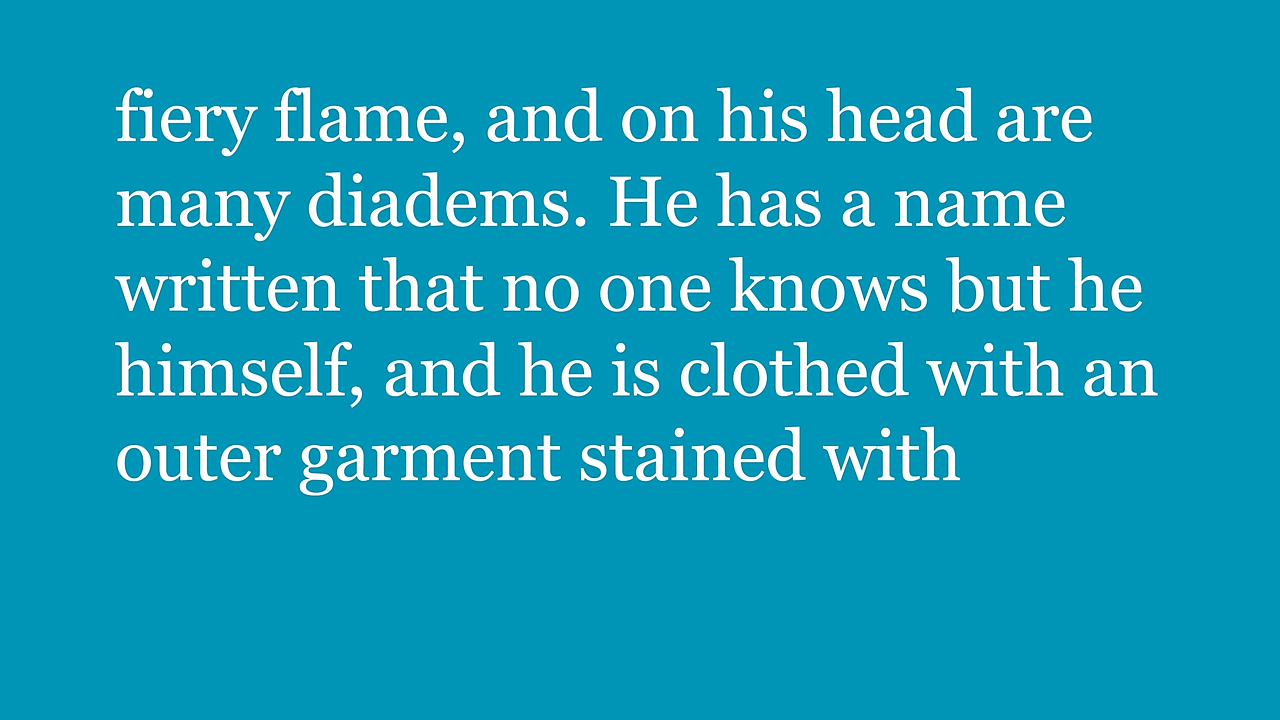 fiery flame, and on his head are
many diadems. He has a name
written that no one knows but he
himself, and he is clothed with an
outer garment stained with